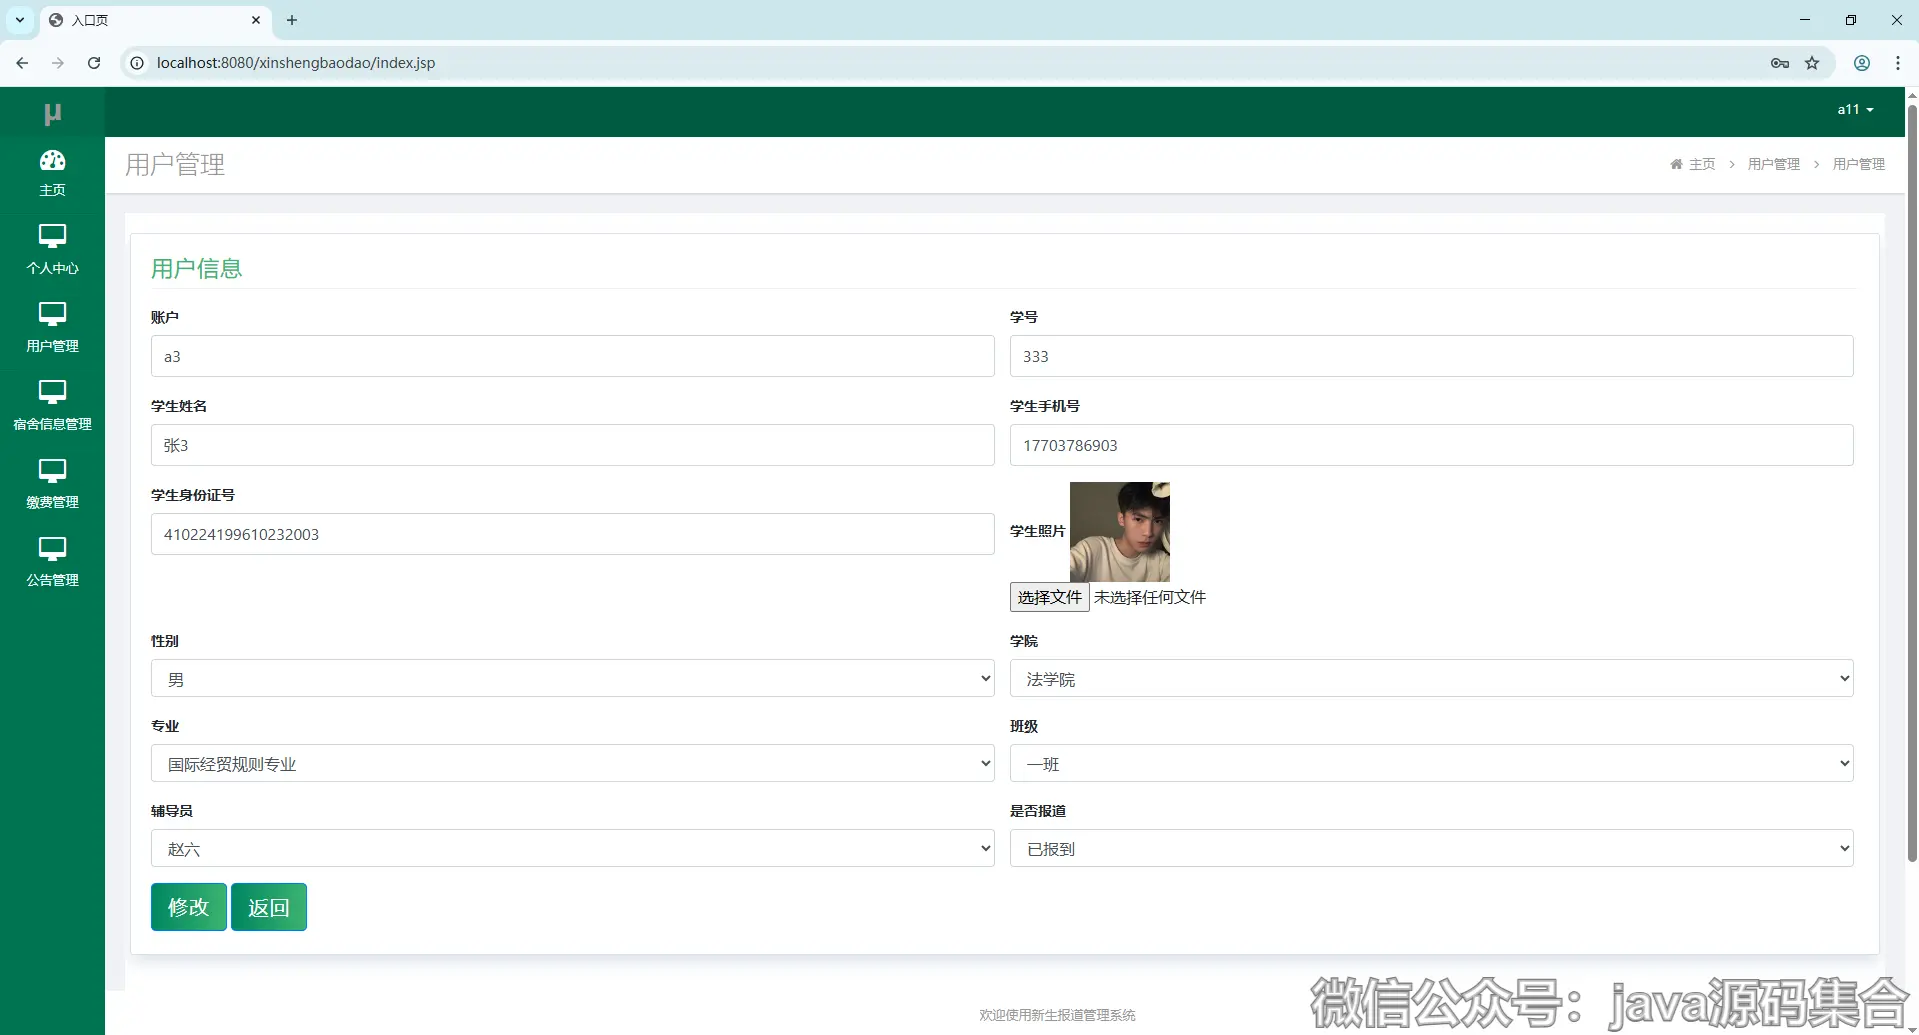 入口页
localhost:8080/xinshengbaodao/index.jsp
μ
a11
主页
个人中心
用户管理
宿舍信息管理
缴费管理
公告管理
用户管理
主页 > 用户管理 > 用户管理
用户信息
账户
a3
学号
333
学生姓名
张3
学生手机号
17703786903
学生身份证号
410224199610232003
学生照片
选择文件 未选择任何文件
性别
男
学院
法学院
专业
国际经贸规则专业
班级
一班
辅导员
赵六
是否报道
已报到
修改 返回
欢迎使用新生报道管理系统
微信公众号：java源码集合